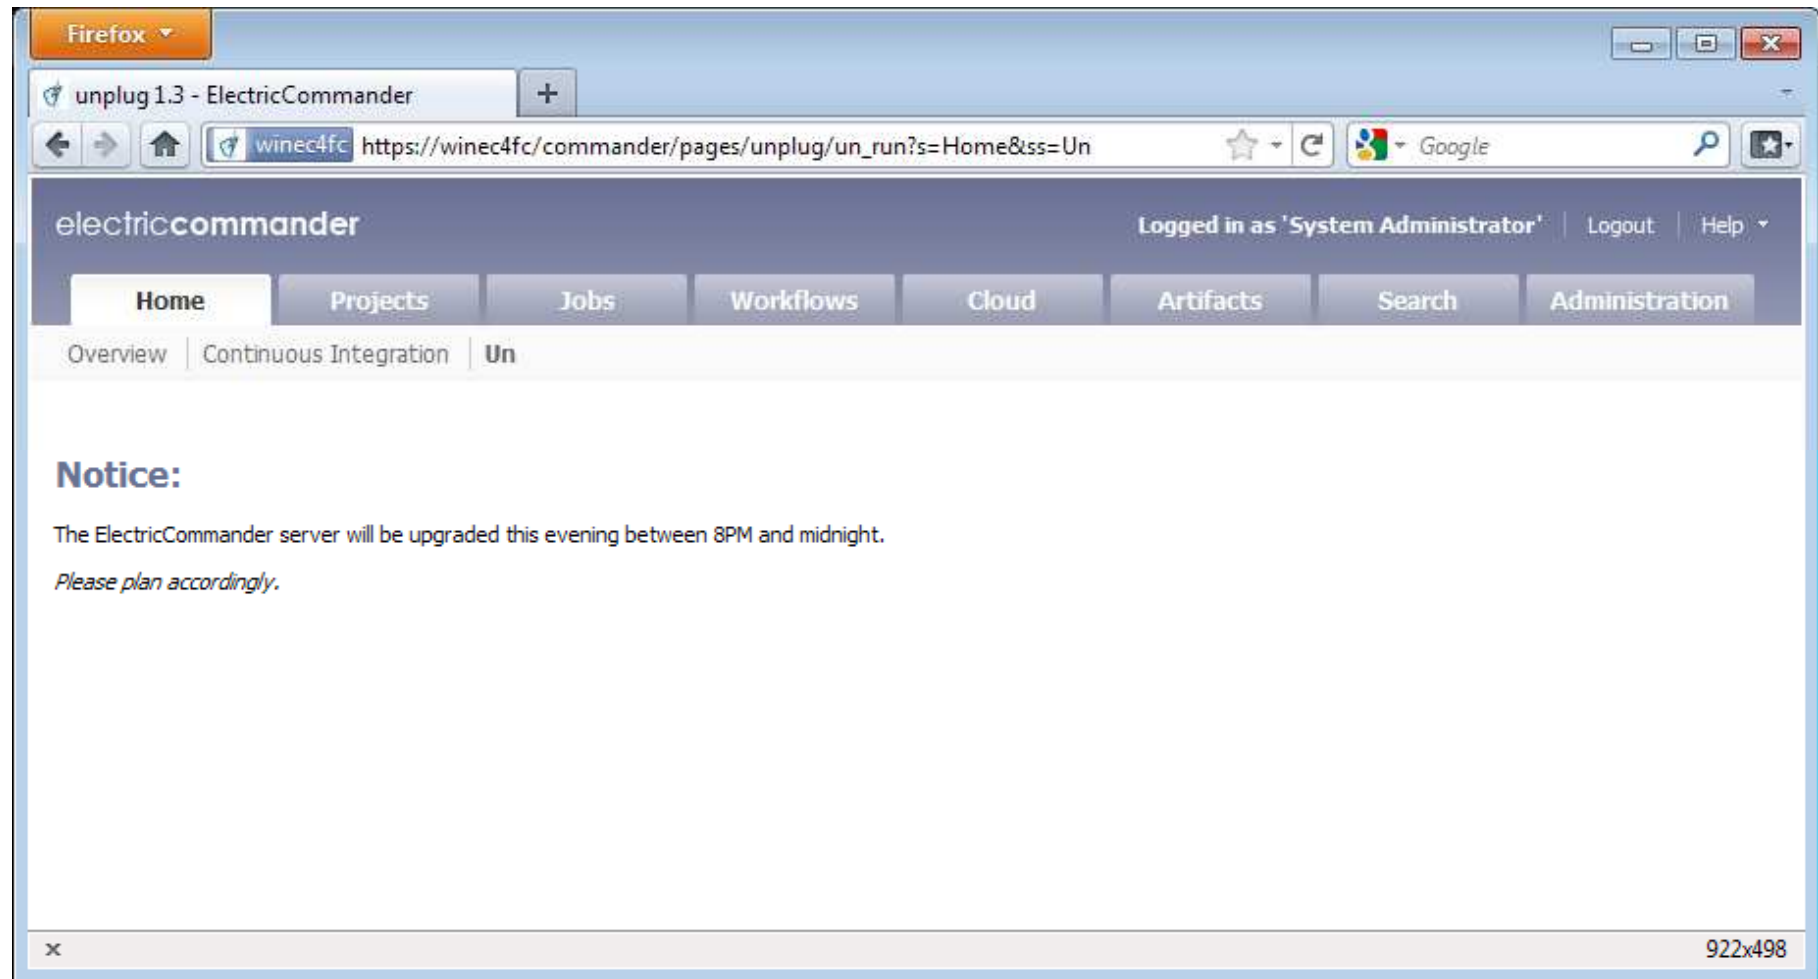 Firefox
unplug 1.3 - ElectricCommander
winec4fc https://winec4fc/commander/pages/unplug/un_run?s=Home&ss=Un
Google
electriccommander
Logged in as 'System Administrator' Logout Help
Home Projects Jobs Workflows Cloud Artifacts Search Administration
Overview Continuous Integration Un
Notice:
The ElectricCommander server will be upgraded this evening between 8PM and midnight.
Please plan accordingly.
922x498